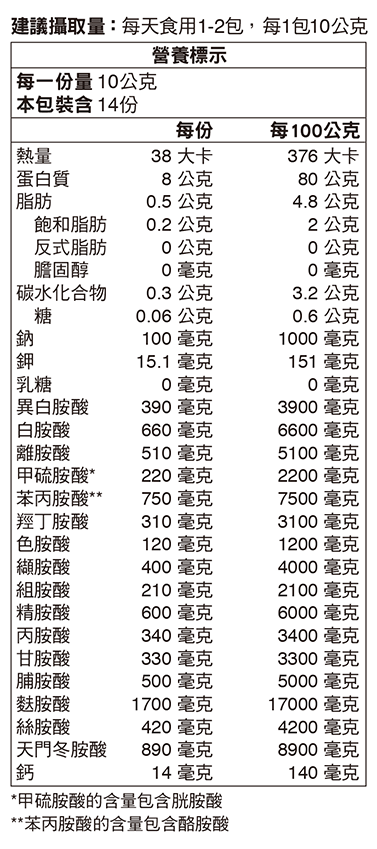 建議攝取量：每天食用1-2包，每1包10公克
營養標示
每一份量 10公克
本包裝含 14份
每份 每100公克
熱量 38 大卡 376 大卡
蛋白質 8 公克 80 公克
脂肪 0.5 公克 4.8 公克
飽和脂肪 0.2 公克 2 公克
反式脂肪 0 公克 0 公克
膽固醇 0 毫克 0 毫克
碳水化合物 0.3 公克 3.2 公克
糖 0.06 公克 0.6 公克
鈉 100 毫克 1000 毫克
鉀 15.1 毫克 151 毫克
乳糖 0 毫克 0 毫克
異白胺酸 390 毫克 3900 毫克
白胺酸 660 毫克 6600 毫克
離胺酸 510 毫克 5100 毫克
甲硫胺酸* 220 毫克 2200 毫克
苯丙胺酸** 750 毫克 7500 毫克
羥丁胺酸 310 毫克 3100 毫克
色胺酸 120 毫克 1200 毫克
纈胺酸 400 毫克 4000 毫克
組胺酸 210 毫克 2100 毫克
精胺酸 600 毫克 6000 毫克
丙胺酸 340 毫克 3400 毫克
甘胺酸 330 毫克 3300 毫克
脯胺酸 500 毫克 5000 毫克
麩胺酸 1700 毫克 17000 毫克
絲胺酸 420 毫克 4200 毫克
天門冬胺酸 890 毫克 8900 毫克
鈣 14 毫克 140 毫克
*甲硫胺酸的含量包含胱胺酸
**苯丙胺酸的含量包含酪胺酸